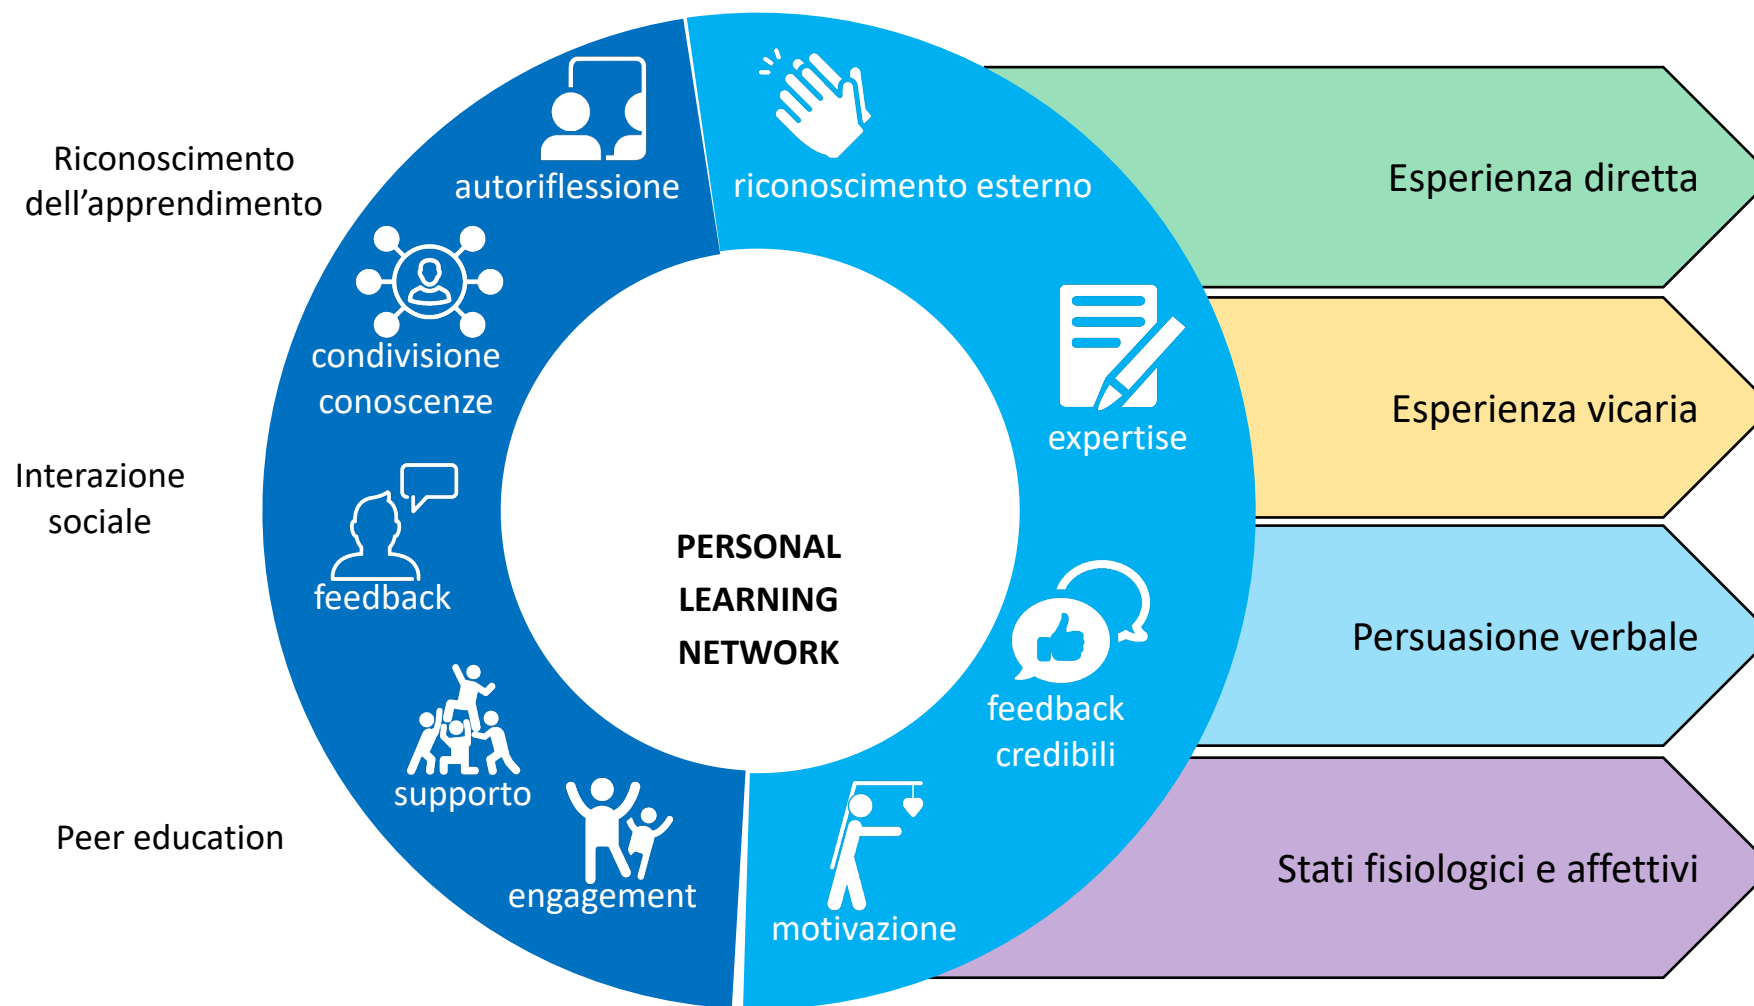 Riconoscimento
dell’apprendimento
Interazione
sociale
Peer education
autoriflessione
condivisione
conoscenze
feedback
supporto
engagement
PERSONAL
LEARNING
NETWORK
riconoscimento esterno
expertise
feedback
credibili
motivazione
Esperienza diretta
Esperienza vicaria
Persuasione verbale
Stati fisiologici e affettivi